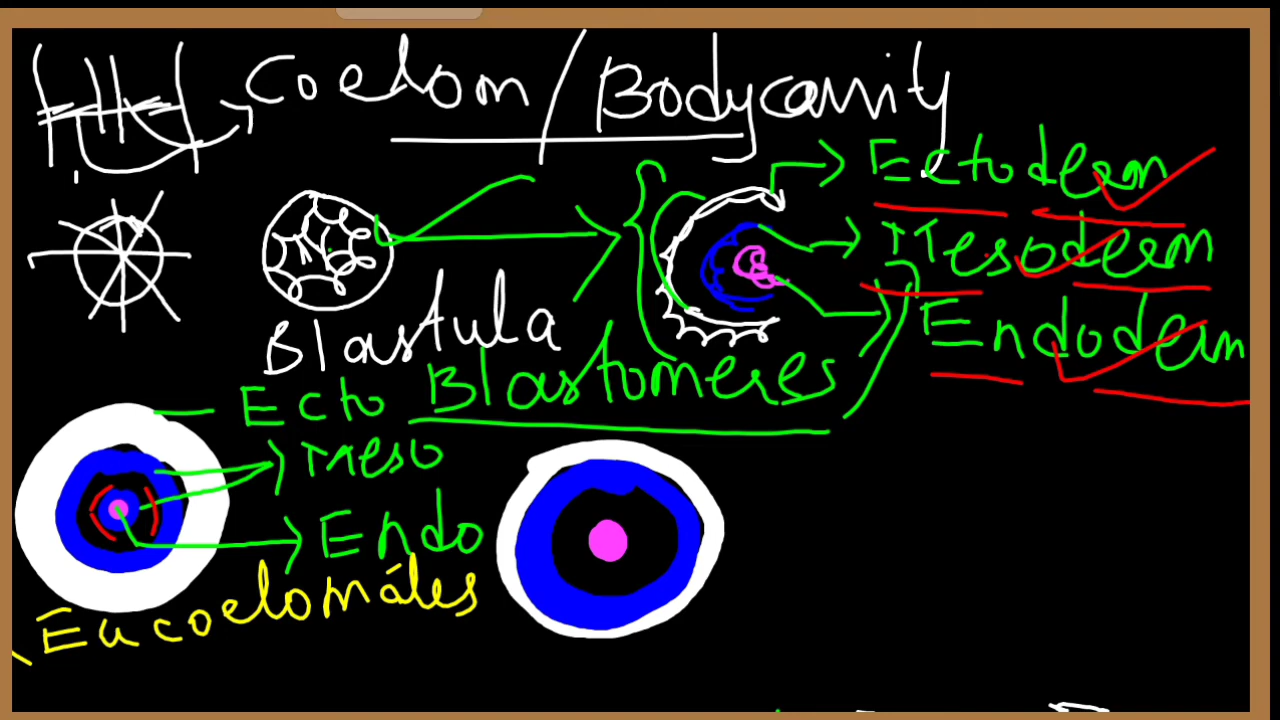 Coelom / Bodycavity
Ectoderm
Mesoderm
Endoderm
Blastula
Blastomeres
Ecto
Meso
Endo
Eucoelomates